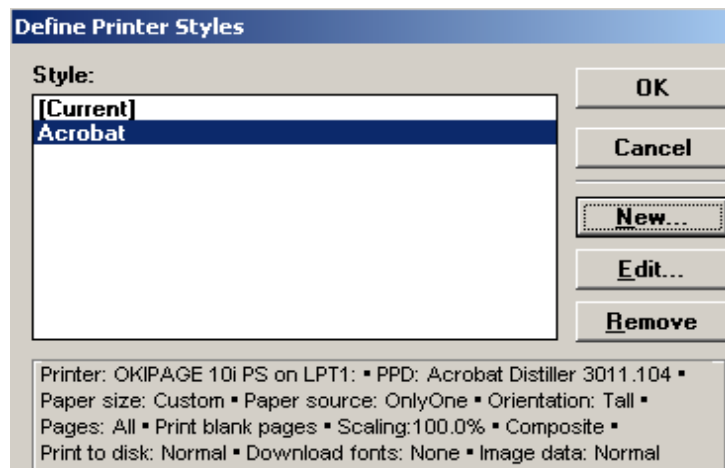 Define Printer Styles
Style:
[Current]
Acrobat
OK
Cancel
New...
Edit...
Remove
Printer: OKIPAGE 10i PS on LPT1: ▪ PPD: Acrobat Distiller 3011.104 ▪
Paper size: Custom ▪ Paper source: OnlyOne ▪ Orientation: Tall ▪
Pages: All ▪ Print blank pages ▪ Scaling:100.0% ▪ Composite ▪
Print to disk: Normal ▪ Download fonts: None ▪ Image data: Normal